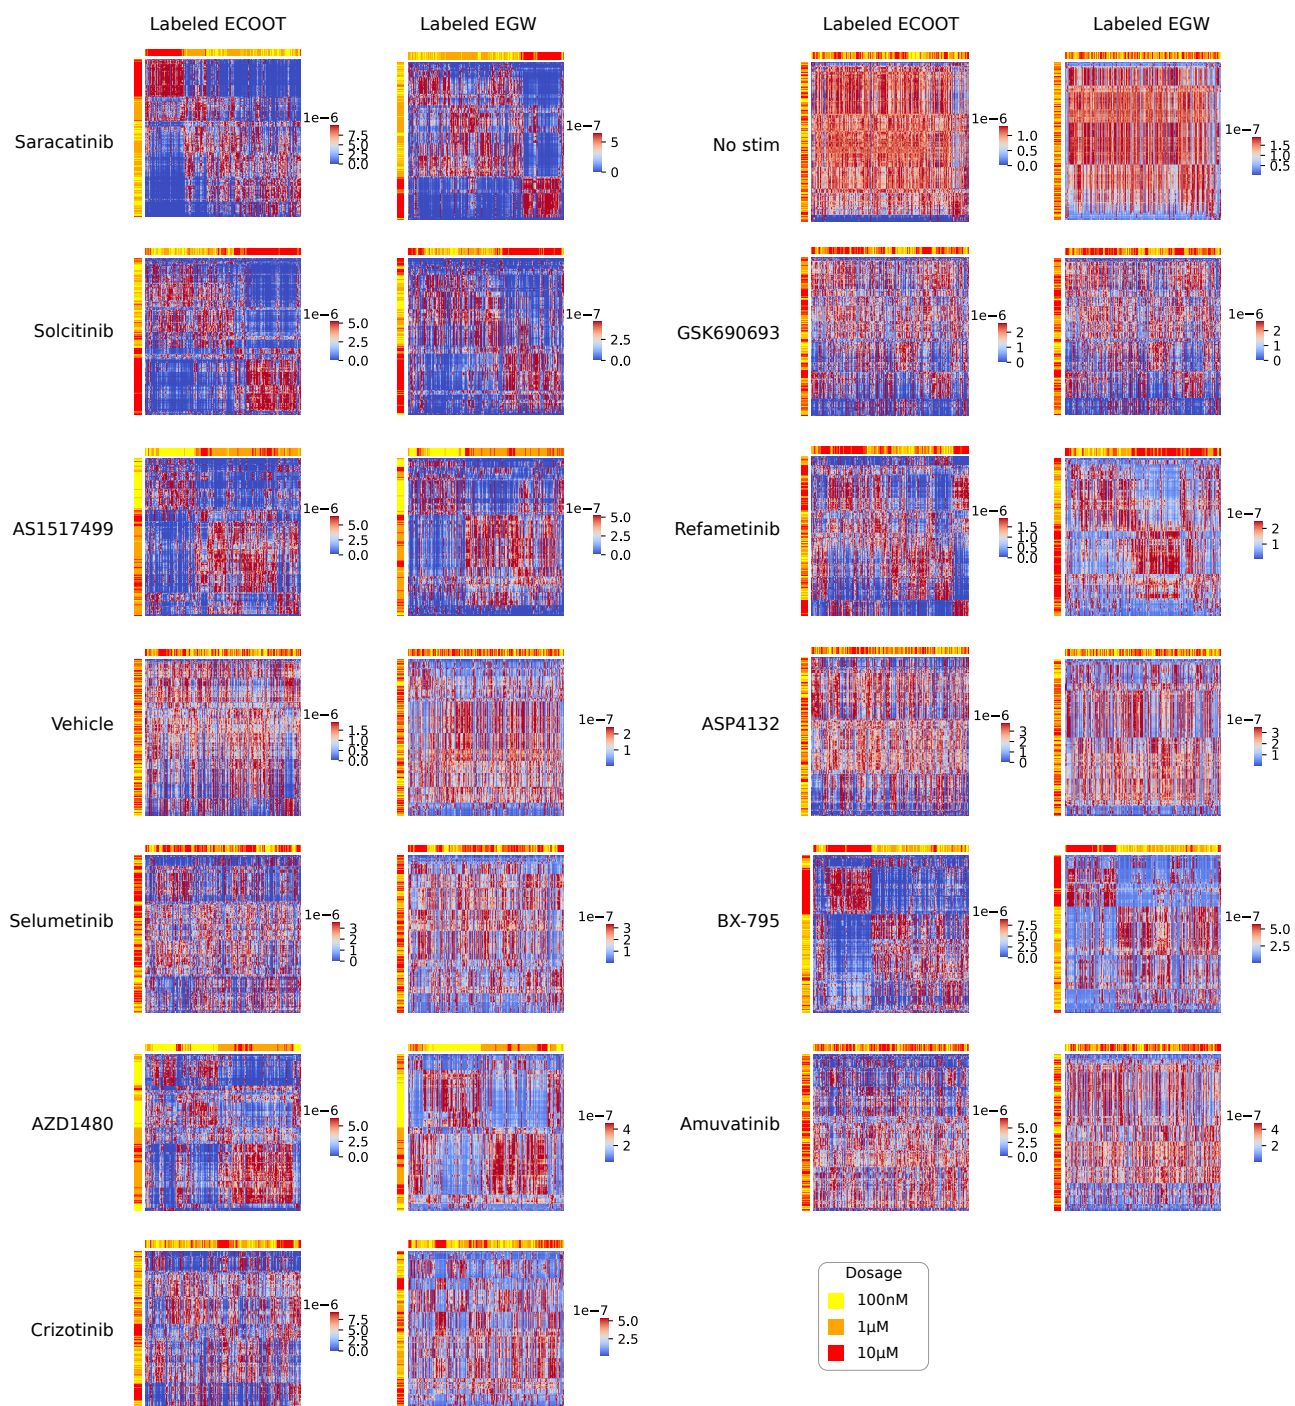 Labeled ECOOT Labeled EGW Labeled ECOOT Labeled EGW
Saracatinib 1e−6 7.5 5.0 2.5 0.0 1e−7 5 0
No stim 1e−6 1.0 0.5 0.0 1e−7 1.5 1.0 0.5
Solcitinib 1e−6 5.0 2.5 0.0 1e−7 2.5 0.0
GSK690693 1e−6 2 1 0 1e−6 2 1 0
AS1517499 1e−6 5.0 2.5 0.0 1e−7 5.0 2.5 0.0
Refametinib 1e−6 1.5 1.0 0.5 0.0 1e−7 2 1
Vehicle 1e−6 1.5 1.0 0.5 0.0 1e−7 2 1
ASP4132 1e−6 3 2 1 0 1e−7 3 2 1
Selumetinib 1e−6 3 2 1 0 1e−7 3 2 1
BX-795 1e−6 7.5 5.0 2.5 0.0 1e−7 5.0 2.5
AZD1480 1e−6 5.0 2.5 0.0 1e−7 4 2
Amuvatinib 1e−6 5.0 2.5 0.0 1e−7 4 2
Crizotinib 1e−6 7.5 5.0 2.5 0.0 1e−7 5.0 2.5
Dosage
100nM
1μM
10μM